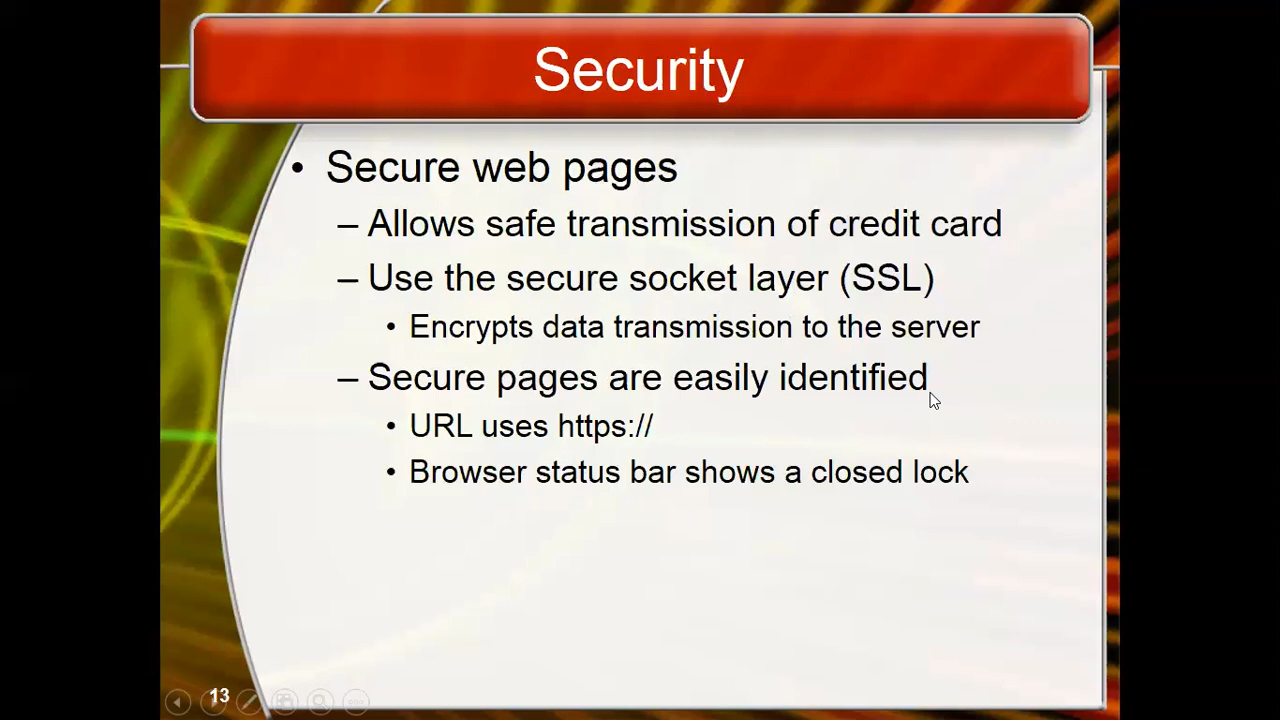 Security
• Secure web pages
– Allows safe transmission of credit card
– Use the secure socket layer (SSL)
• Encrypts data transmission to the server
– Secure pages are easily identified
• URL uses https://
• Browser status bar shows a closed lock
13